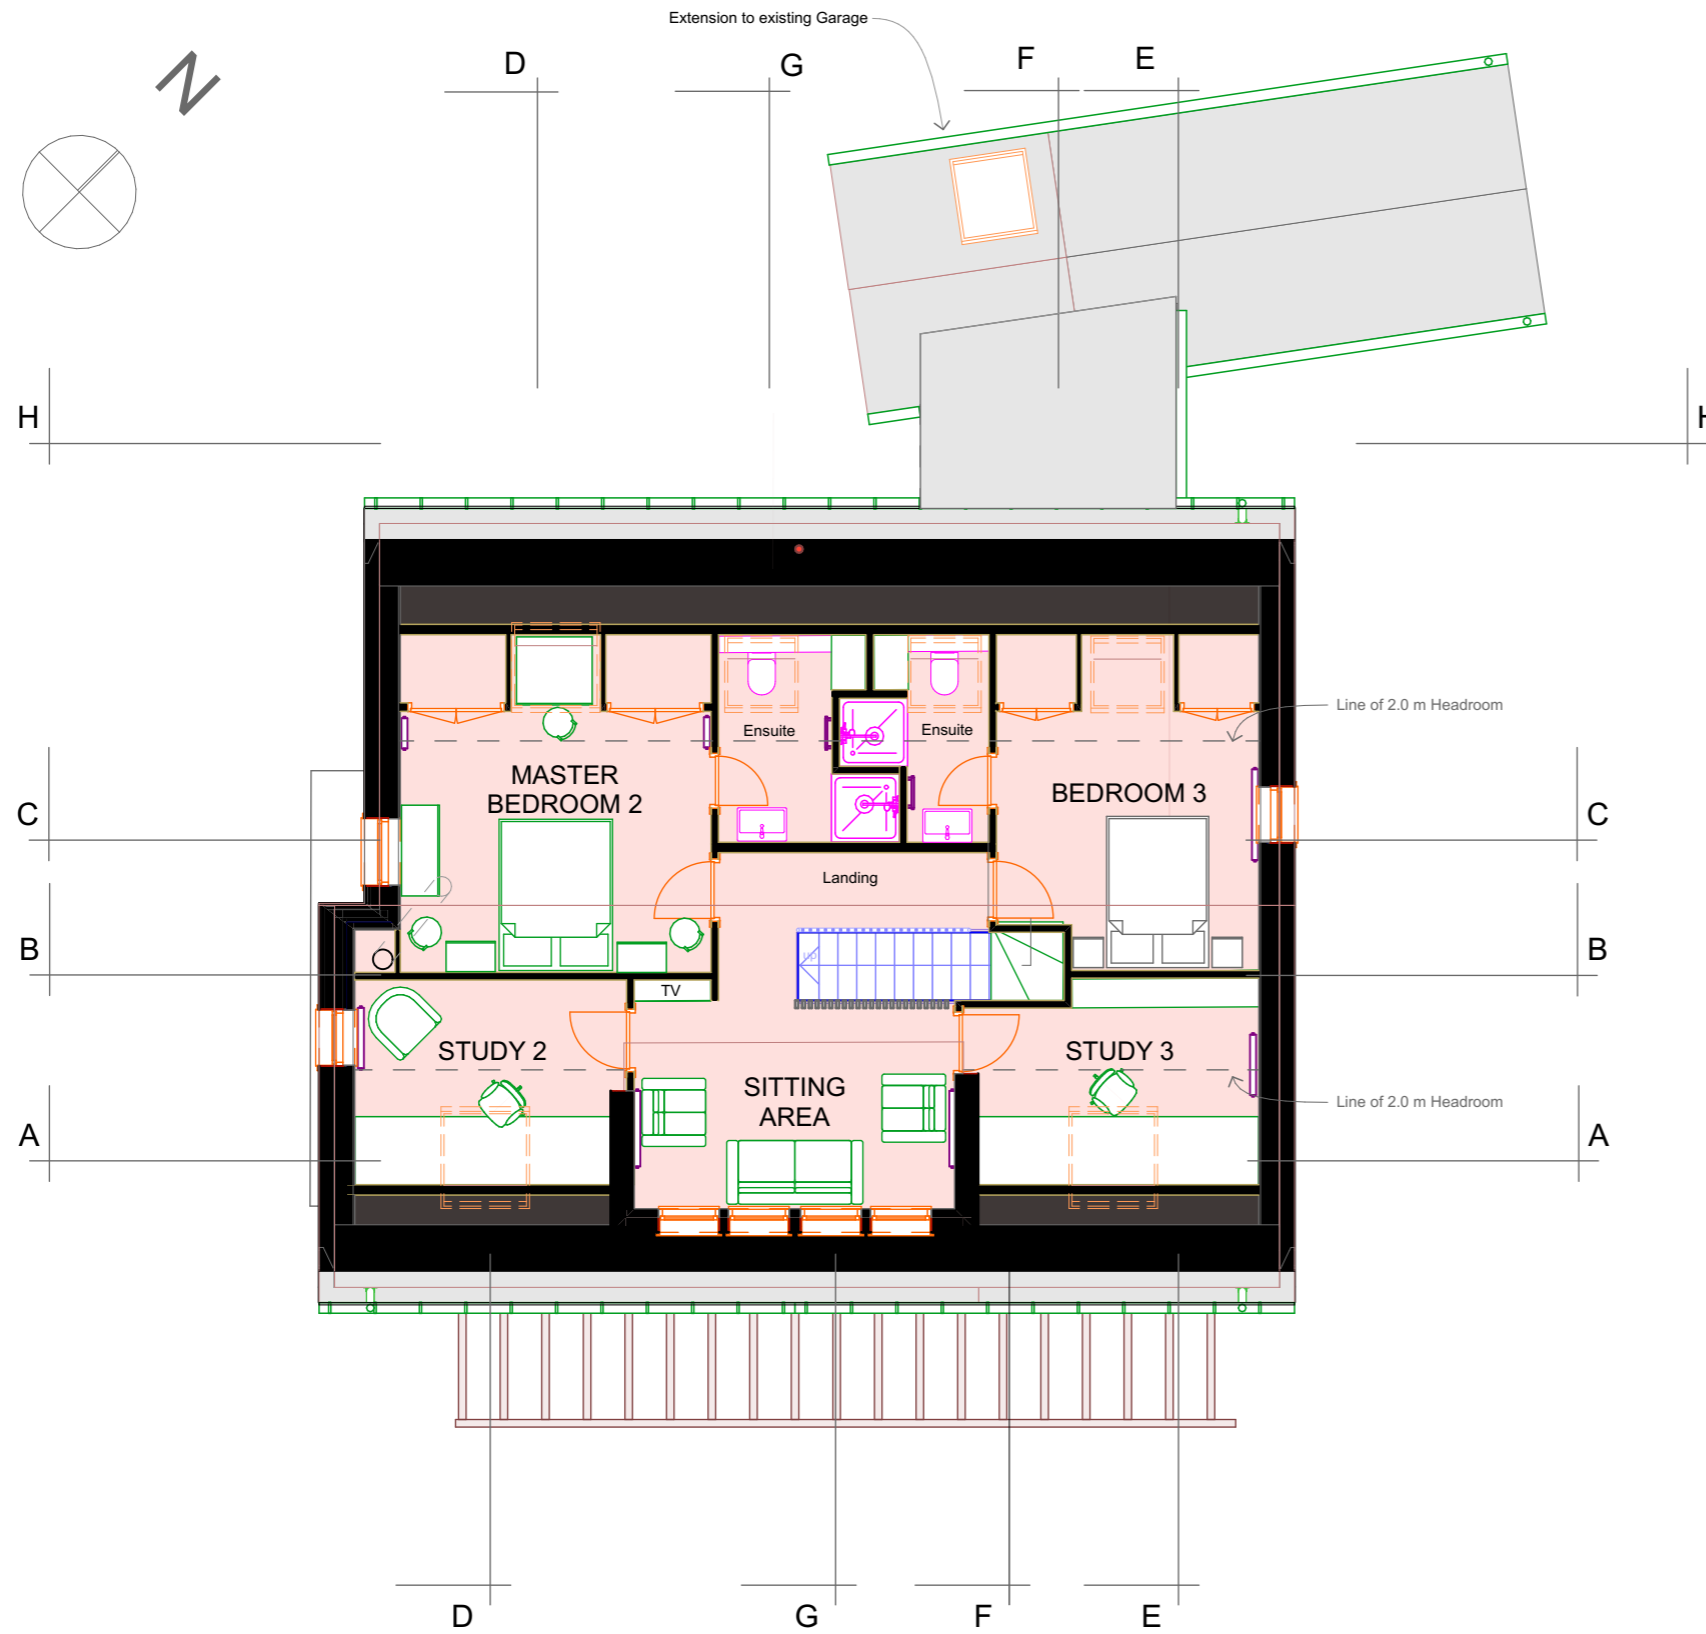 Extension to existing Garage
N
D
G
F
E
H
H
Line of 2.0 m Headroom
Ensuite
Ensuite
MASTER
BEDROOM 2
BEDROOM 3
C
C
Landing
B
B
up
TV
STUDY 2
STUDY 3
SITTING
AREA
Line of 2.0 m Headroom
A
A
D
G
F
E